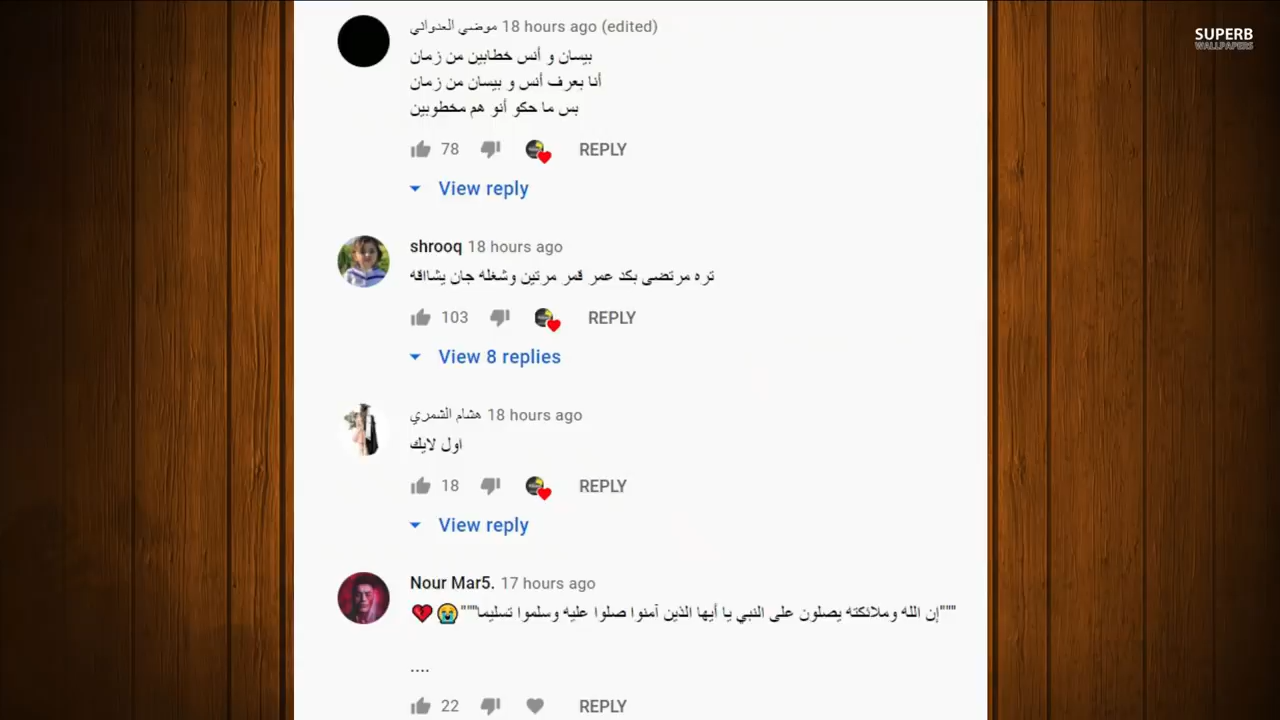 SUPERB
WALLPAPERS
موضي العدواني 18 hours ago (edited)
بيسان و أنس خطابين من زمان
أنا بعرف أنس و بيسان من زمان
بس ما حكو أنو هم مخطوبين
78 REPLY
View reply
shrooq 18 hours ago
تره مرتضى بكد عمر قمر مرتين وشغله جان يشااقه
103 REPLY
View 8 replies
هشام الشمري 18 hours ago
اول لايك
18 REPLY
View reply
Nour Mar5. 17 hours ago
"""إن الله وملائكته يصلون على النبي يا أيها الذين آمنوا صلوا عليه وسلموا تسليما"""😭💔
....
22 REPLY